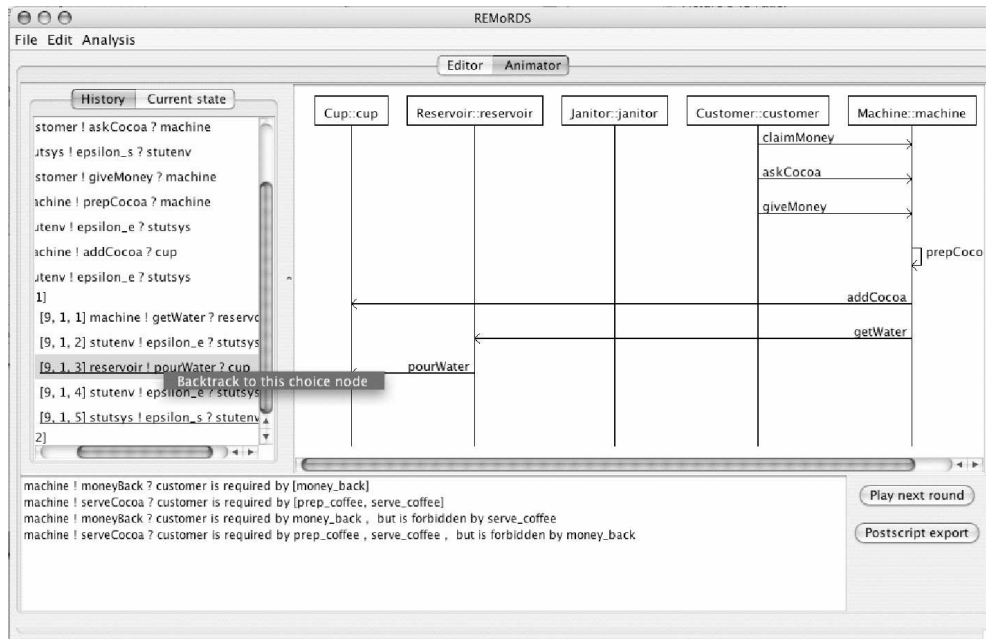 REMoRDS
File Edit Analysis
Editor Animator
History Current state
stomer ! askCocoa ? machine
utsys ! epsilon_s ? stutenv
stomer ! giveMoney ? machine
achine ! prepCocoa ? machine
utenv ! epsilon_e ? stutsys
achine ! addCocoa ? cup
utenv ! epsilon_e ? stutsys
1]
[9, 1, 1] machine ! getWater ? reservo
[9, 1, 2] stutenv ! epsilon_e ? stutsys
[9, 1, 3] reservoir ! pourWater ? cup
Backtrack to this choice node
[9, 1, 4] stutenv ! epsilon_e ? stutsys
[9, 1, 5] stutsys ! epsilon_s ? stutenv
2]
Cup::cup Reservoir::reservoir Janitor::janitor Customer::customer Machine::machine
claimMoney
askCocoa
giveMoney
prepCoco
addCocoa
getWater
pourWater
machine ! moneyBack ? customer is required by [money_back]
machine ! serveCocoa ? customer is required by [prep_coffee, serve_coffee]
machine ! moneyBack ? customer is required by money_back , but is forbidden by serve_coffee
machine ! serveCocoa ? customer is required by prep_coffee , serve_coffee , but is forbidden by money_back
Play next round
Postscript export